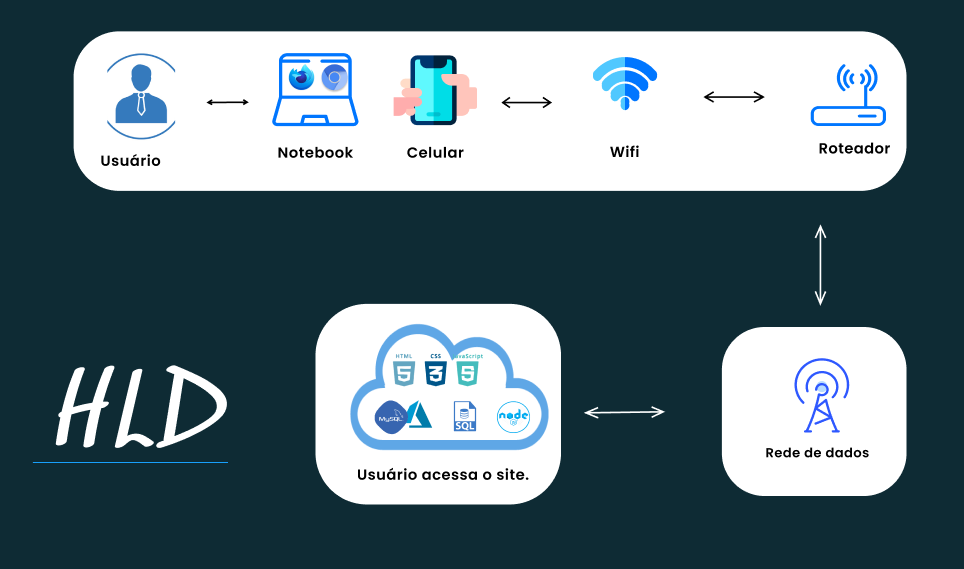 Usuário
Notebook
Celular
Wifi
Roteador
HLD
HTML
CSS
JavaScript
MySQL
SQL
node
Usuário acessa o site.
Rede de dados